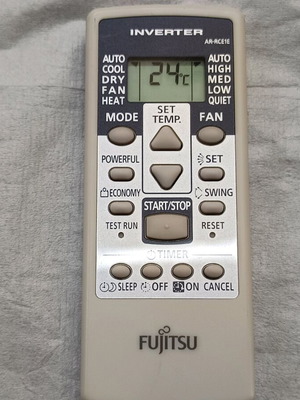 INVERTER
AR-RCE1E
AUTO
COOL
DRY
FAN
HEAT
24°C
AUTO
HIGH
MED
LOW
QUIET
MODE
SET
TEMP.
FAN
POWERFUL
SET
ECONOMY
SWING
START/STOP
TEST RUN
RESET
TIMER
SLEEP OFF ON CANCEL
FUJITSU